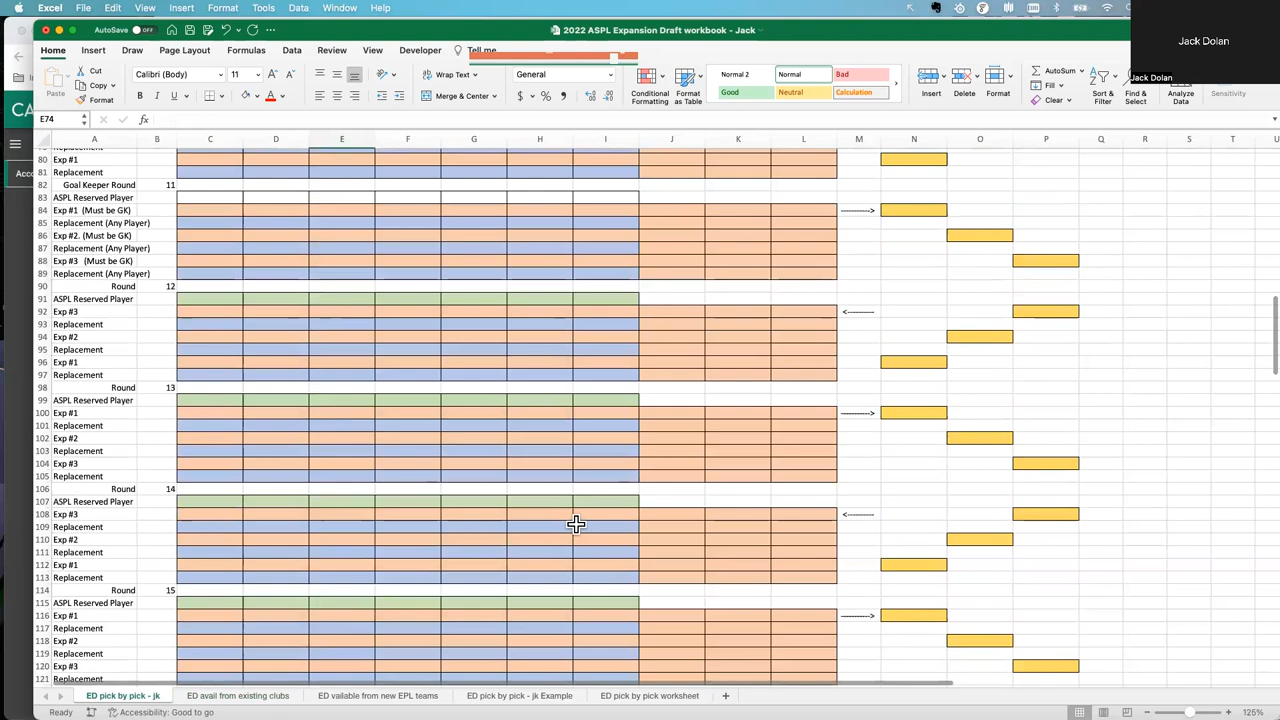 Excel File Edit View Insert Format Tools Data Window Help
Jack Dolan
Jack Dolan
AutoSave OFF
2022 ASPL Expansion Draft workbook - Jack
Home Insert Draw Page Layout Formulas Data Review View Developer Tell me
Cut
Copy
Paste
Format
Calibri (Body) 11
Wrap Text
Merge & Center
General
Conditional Formatting
Format as Table
Normal 2 Normal Bad
Good Neutral Calculation
Insert Delete Format
AutoSum
Fill
Clear
Sort & Filter
Find & Select
Analyze Data
Sensitivity
E74 fx
A B C D E F G H I J K L M N O P Q R S T U
80 Exp #1
81 Replacement
82 Goal Keeper Round 11
83 ASPL Reserved Player
84 Exp #1 (Must be GK) ---------->
85 Replacement (Any Player)
86 Exp #2. (Must be GK)
87 Replacement (Any Player)
88 Exp #3 (Must be GK)
89 Replacement (Any Player)
90 Round 12
91 ASPL Reserved Player
92 Exp #3 <----------
93 Replacement
94 Exp #2
95 Replacement
96 Exp #1
97 Replacement
98 Round 13
99 ASPL Reserved Player
100 Exp #1 ---------->
101 Replacement
102 Exp #2
103 Replacement
104 Exp #3
105 Replacement
106 Round 14
107 ASPL Reserved Player
108 Exp #3 <----------
109 Replacement
110 Exp #2
111 Replacement
112 Exp #1
113 Replacement
114 Round 15
115 ASPL Reserved Player
116 Exp #1 ---------->
117 Replacement
118 Exp #2
119 Replacement
120 Exp #3
121 Replacement
ED pick by pick - jk ED avail from existing clubs ED vailable from new EPL teams ED pick by pick - jk Example ED pick by pick worksheet +
Ready Accessibility: Good to go 125%